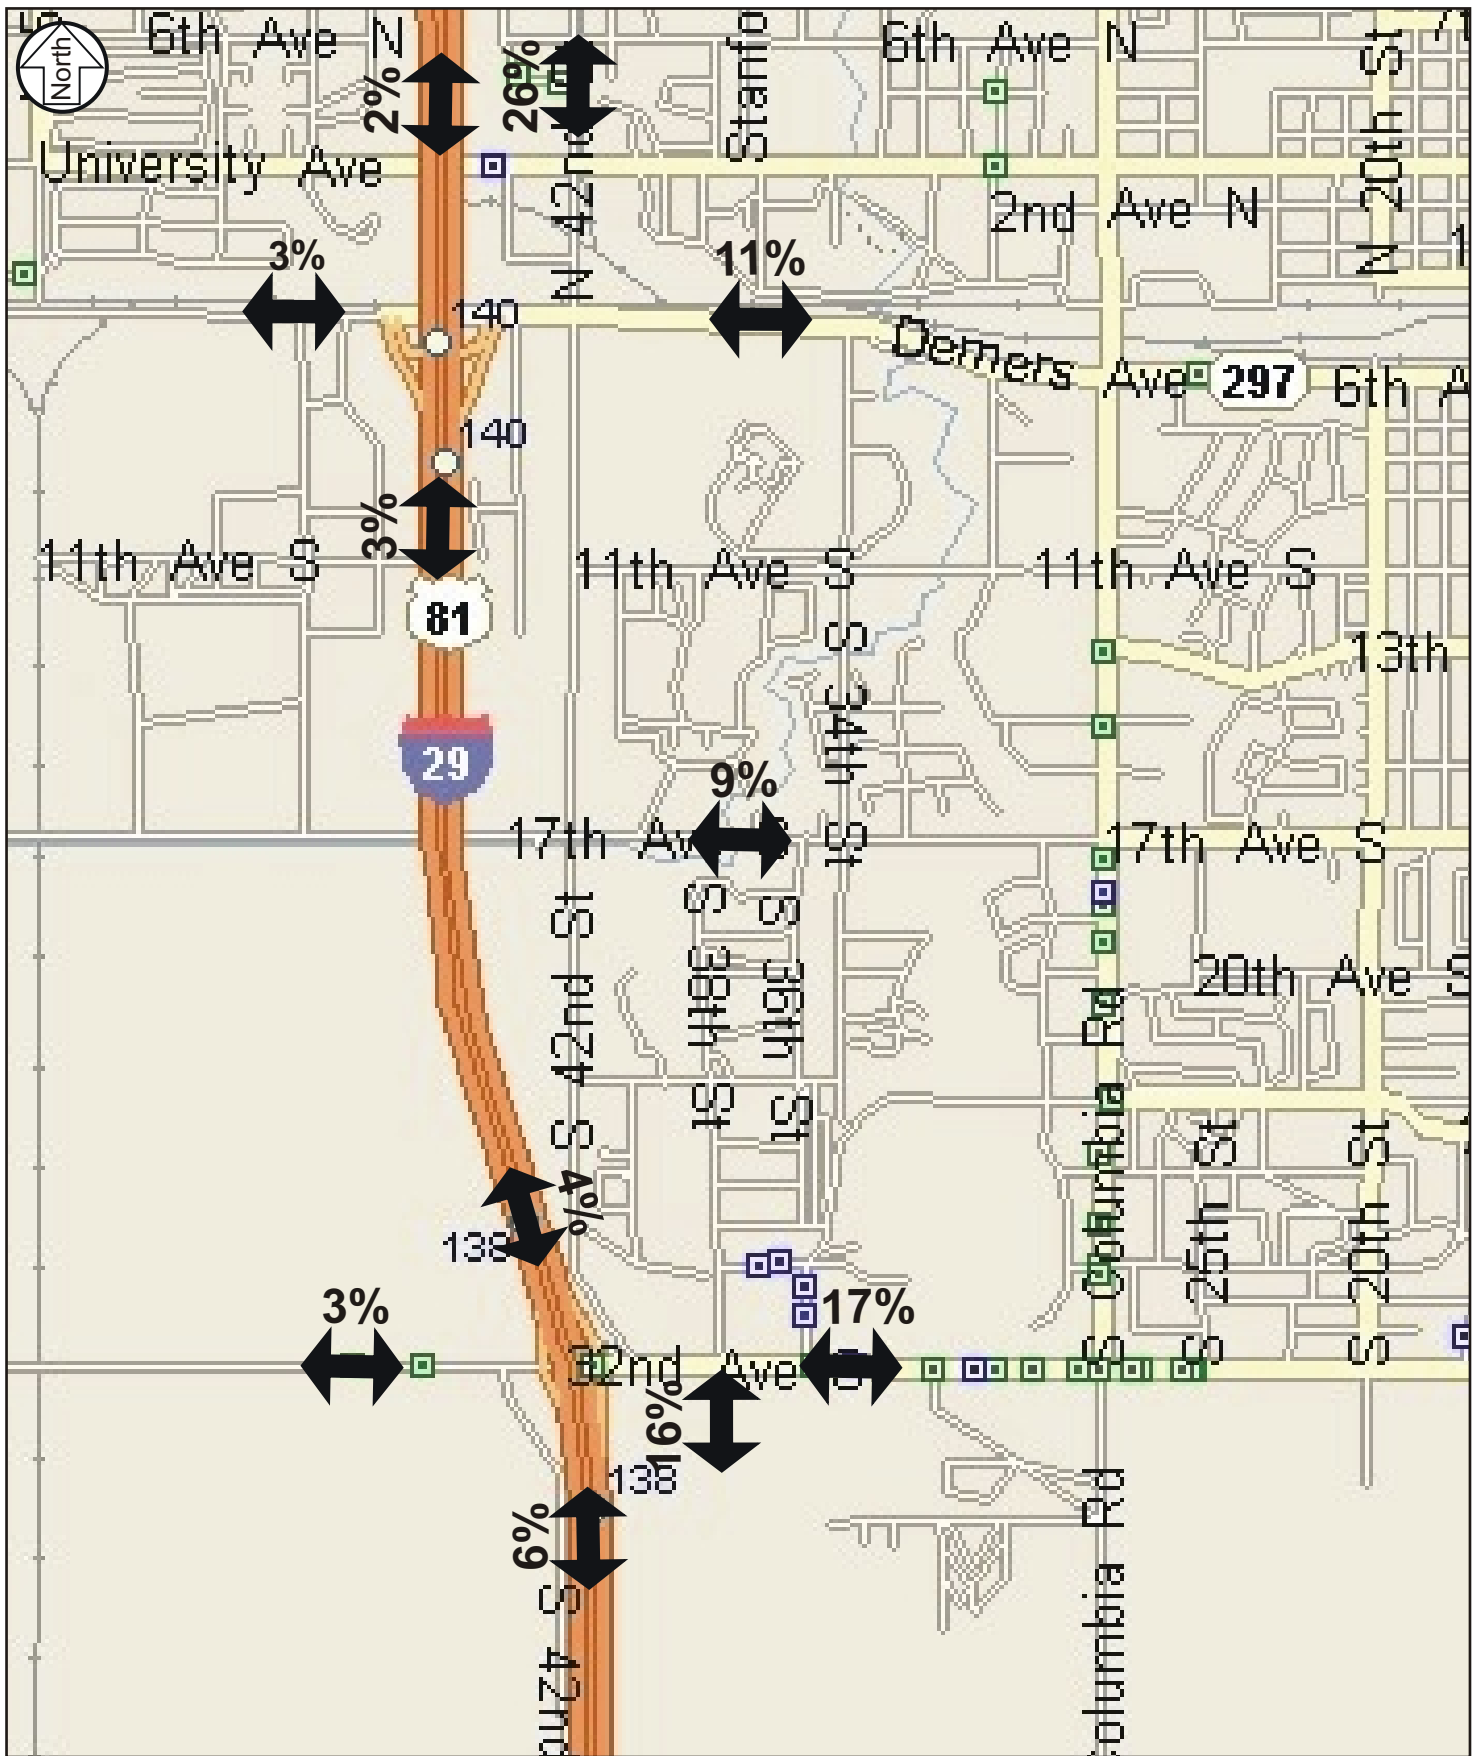 North
6th Ave N
2%
26%
6th Ave N
20th St
N
University Ave
N 42nd
2nd Ave N
3%
11%
140
Demers Ave
297
6th
140
3%
11th Ave S
11th Ave S
11th Ave S
81
13th
S 34th St
29
9%
17th
17th Ave S
S 42nd St
S 38th St
S 36th St
20th Ave S
S Columbia Rd
S 25th St
S 20th St
4%
138
3%
17%
Ave
16%
138
6%
S 42nd
Columbia Rd